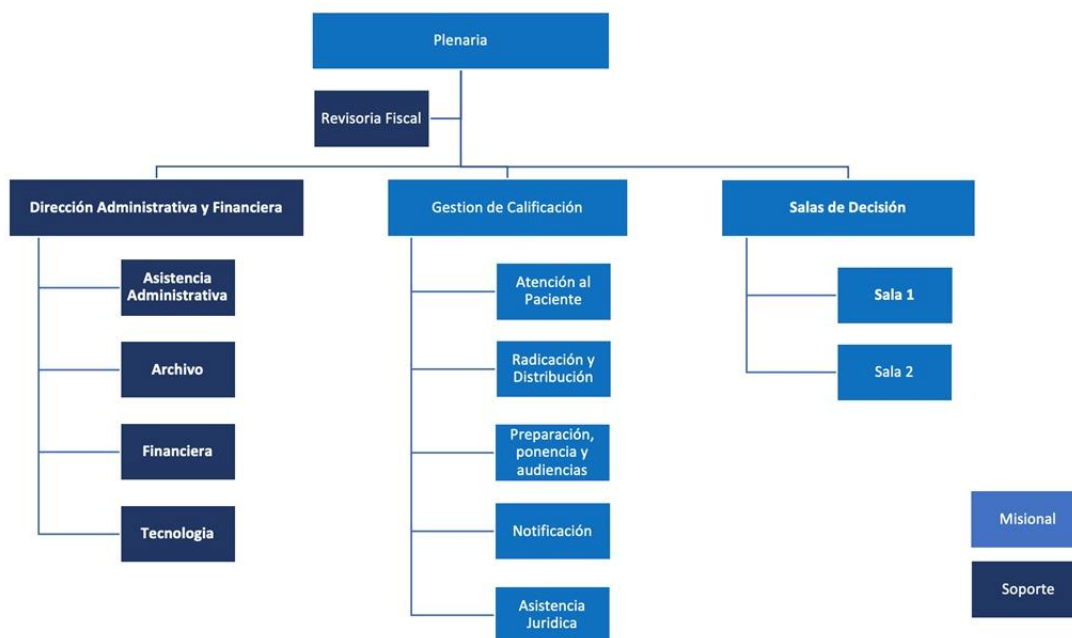 Plenaria
Revisoria Fiscal
Dirección Administrativa y Financiera
Gestion de Calificación
Salas de Decisión
Asistencia
Administrativa
Archivo
Financiera
Tecnologia
Atención al
Paciente
Radicación y
Distribución
Preparación,
ponencia y
audiencias
Notificación
Asistencia
Juridica
Sala 1
Sala 2
Misional
Soporte